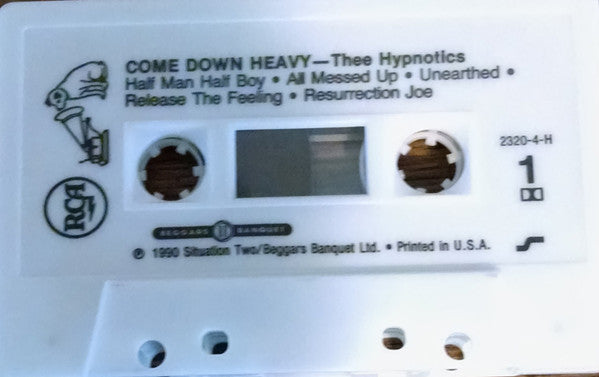 COME DOWN HEAVY—Thee Hypnotics
Half Man Half Boy • All Messed Up • Unearthed •
Release The Feeling • Resurrection Joe
2320-4-H
1
RCA
BEGGARS BANQUET
℗ 1990 Situation Two/Beggars Banquet Ltd. • Printed in U.S.A.